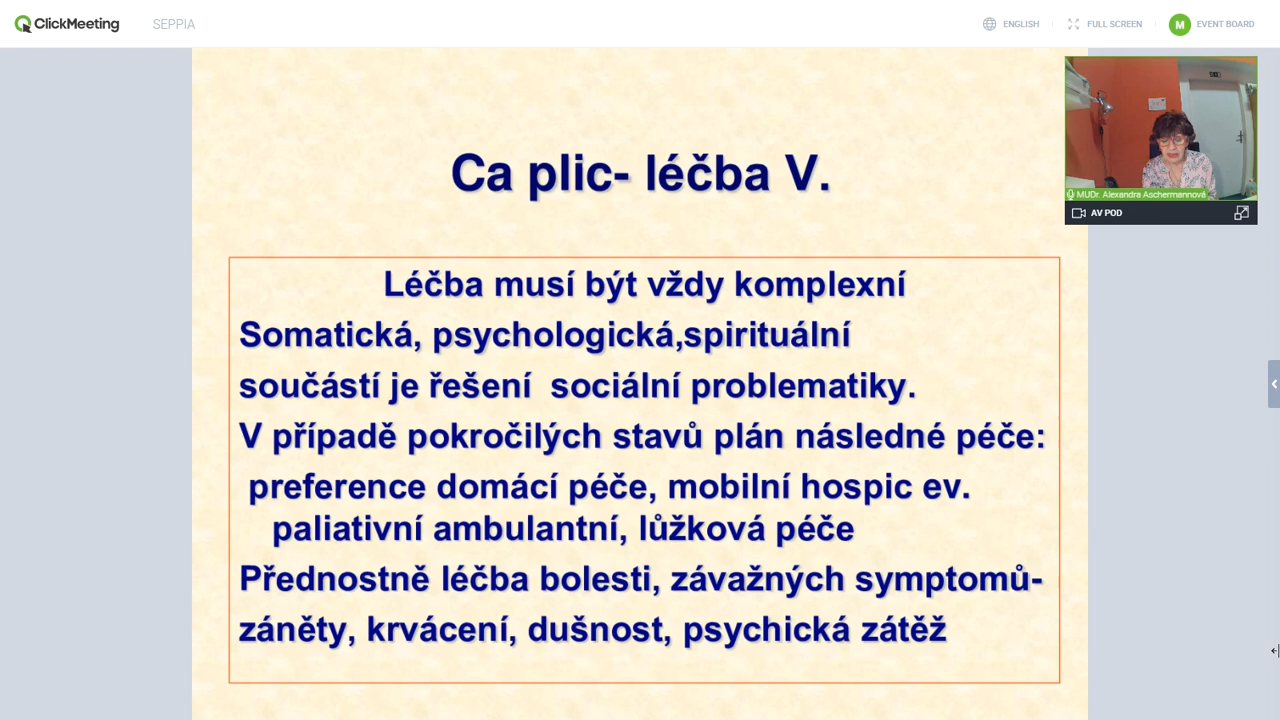 ClickMeeting
SEPPIA
ENGLISH
FULL SCREEN
M
EVENT BOARD
Ca plic- léčba V.
MUDr. Alexandra Aschermannová
AV POD
Léčba musí být vždy komplexní
Somatická, psychologická,spirituální
součástí je řešení  sociální problematiky.
V případě pokročilých stavů plán následné péče:
preference domácí péče, mobilní hospic ev.
paliativní ambulantní, lůžková péče
Přednostně léčba bolesti, závažných symptomů-
záněty, krvácení, dušnost, psychická zátěž